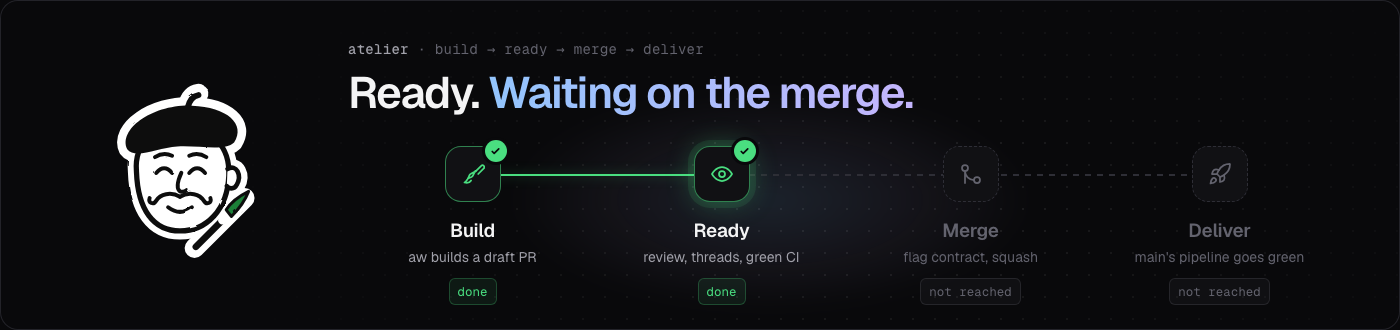 atelier · build → ready → merge → deliver
Ready. Waiting on the merge.
Build
aw builds a draft PR
done
Ready
review, threads, green CI
done
Merge
flag contract, squash
not reached
Deliver
main's pipeline goes green
not reached